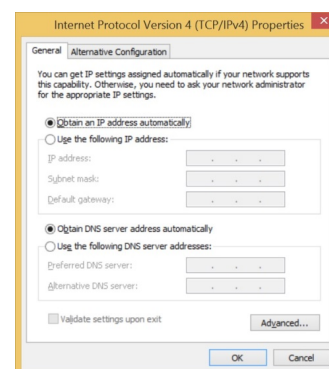 Internet Protocol Version 4 (TCP/IPv4) Properties
General Alternative Configuration
You can get IP settings assigned automatically if your network supports
this capability. Otherwise, you need to ask your network administrator
for the appropriate IP settings.
Obtain an IP address automatically
Use the following IP address:
IP address:
Subnet mask:
Default gateway:
Obtain DNS server address automatically
Use the following DNS server addresses:
Preferred DNS server:
Alternative DNS server:
Validate settings upon exit
Advanced...
OK Cancel